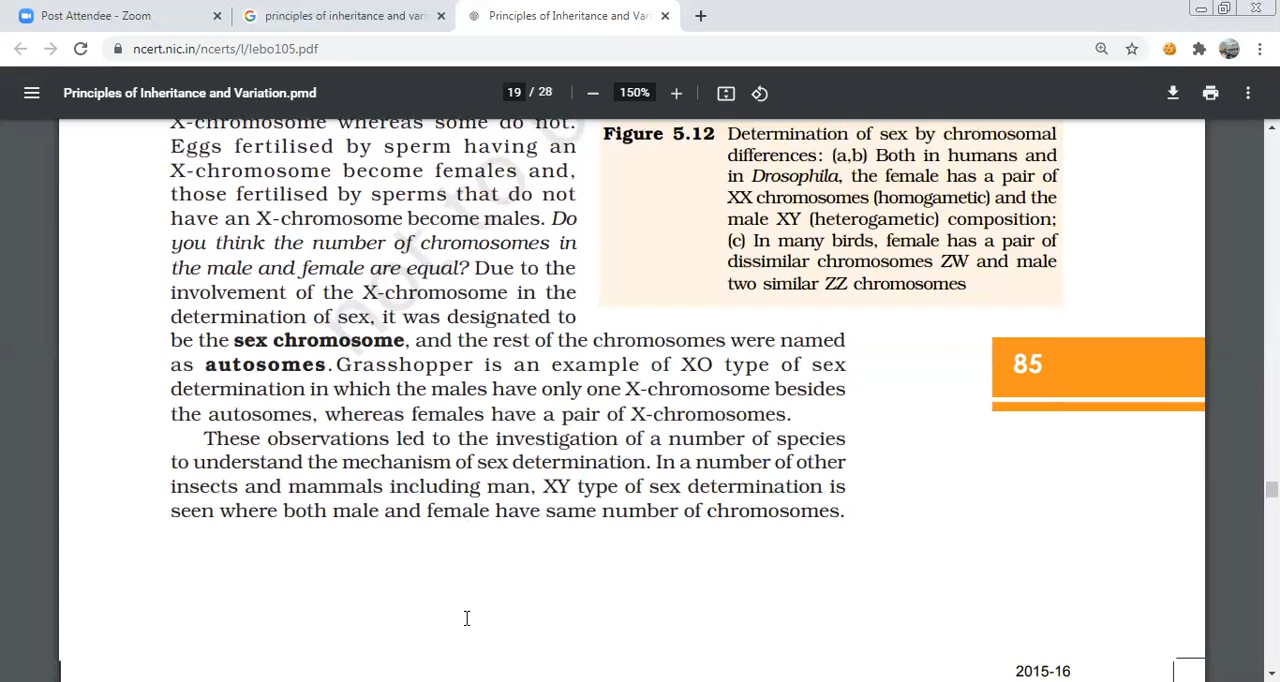 Post Attendee - Zoom
principles of inheritance and vari
Principles of Inheritance and Vari
ncert.nic.in/ncerts/l/lebo105.pdf
Principles of Inheritance and Variation.pmd
19 / 28
150%
X-chromosome whereas some do not.
Eggs fertilised by sperm having an
X-chromosome become females and,
those fertilised by sperms that do not
have an X-chromosome become males. Do
you think the number of chromosomes in
the male and female are equal? Due to the
involvement of the X-chromosome in the
determination of sex, it was designated to
be the sex chromosome, and the rest of the chromosomes were named
as autosomes.Grasshopper is an example of XO type of sex
determination in which the males have only one X-chromosome besides
the autosomes, whereas females have a pair of X-chromosomes.
These observations led to the investigation of a number of species
to understand the mechanism of sex determination. In a number of other
insects and mammals including man, XY type of sex determination is
seen where both male and female have same number of chromosomes.
Figure 5.12 Determination of sex by chromosomal
differences: (a,b) Both in humans and
in Drosophila, the female has a pair of
XX chromosomes (homogametic) and the
male XY (heterogametic) composition;
(c) In many birds, female has a pair of
dissimilar chromosomes ZW and male
two similar ZZ chromosomes
85
not to
2015-16